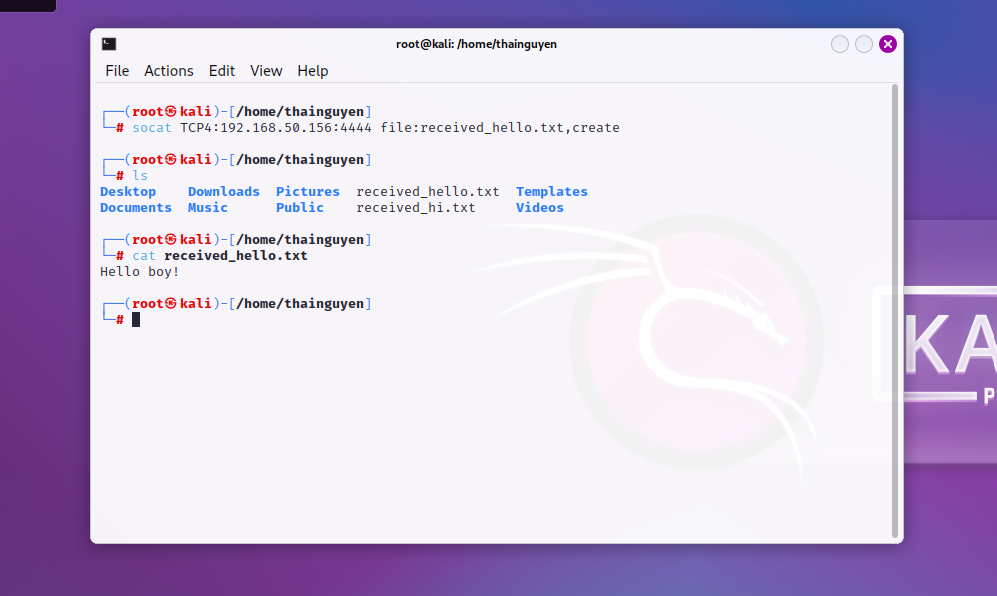 root@kali: /home/thainguyen
File Actions Edit View Help
┌──(root㉿kali)-[/home/thainguyen]
└─# socat TCP4:192.168.50.156:4444 file:received_hello.txt,create
┌──(root㉿kali)-[/home/thainguyen]
└─# ls
Desktop Downloads Pictures received_hello.txt Templates
Documents Music Public received_hi.txt Videos
┌──(root㉿kali)-[/home/thainguyen]
└─# cat received_hello.txt
Hello boy!
┌──(root㉿kali)-[/home/thainguyen]
└─#
KA
P